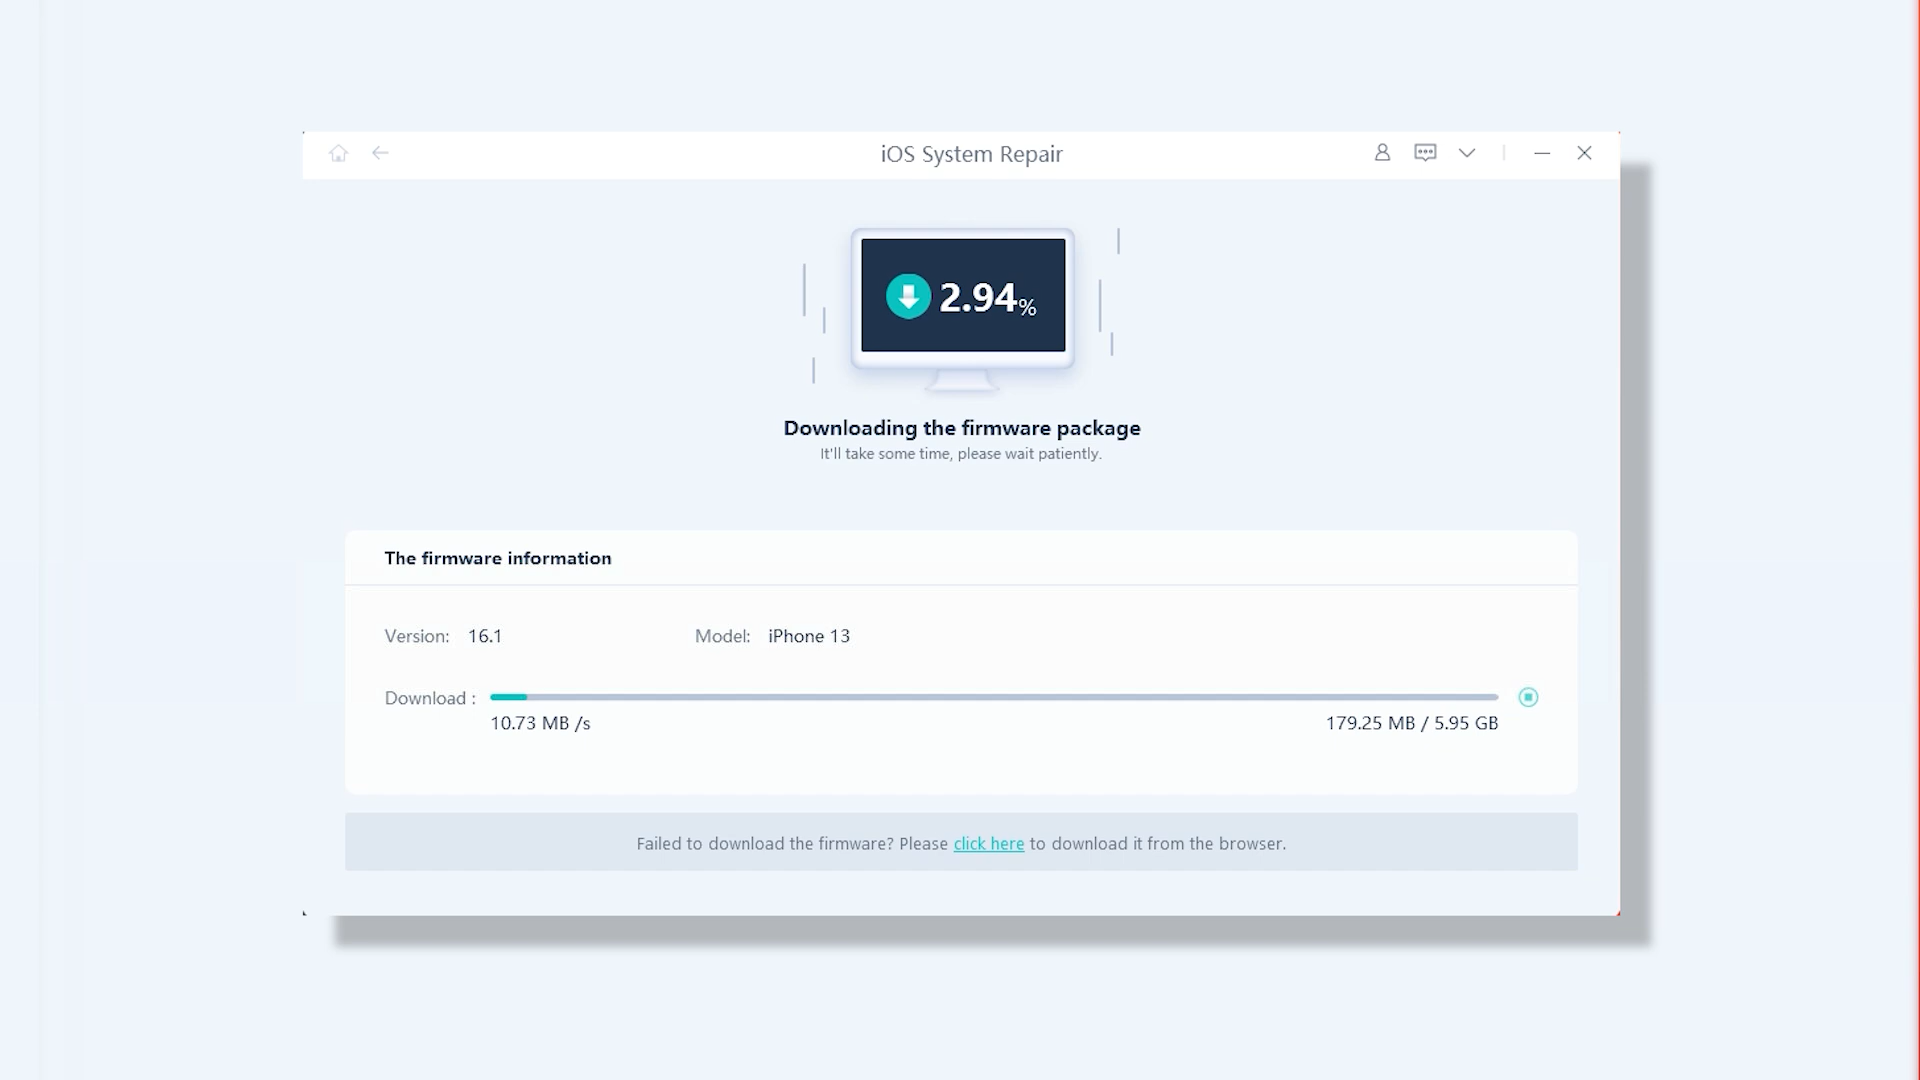 iOS System Repair
2.94%
Downloading the firmware package
It'll take some time, please wait patiently.
The firmware information
Version: 16.1 Model: iPhone 13
Download :
10.73 MB /s 179.25 MB / 5.95 GB
Failed to download the firmware? Please click here to download it from the browser.